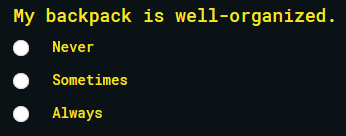 My backpack is well-organized.
Never
Sometimes
Always